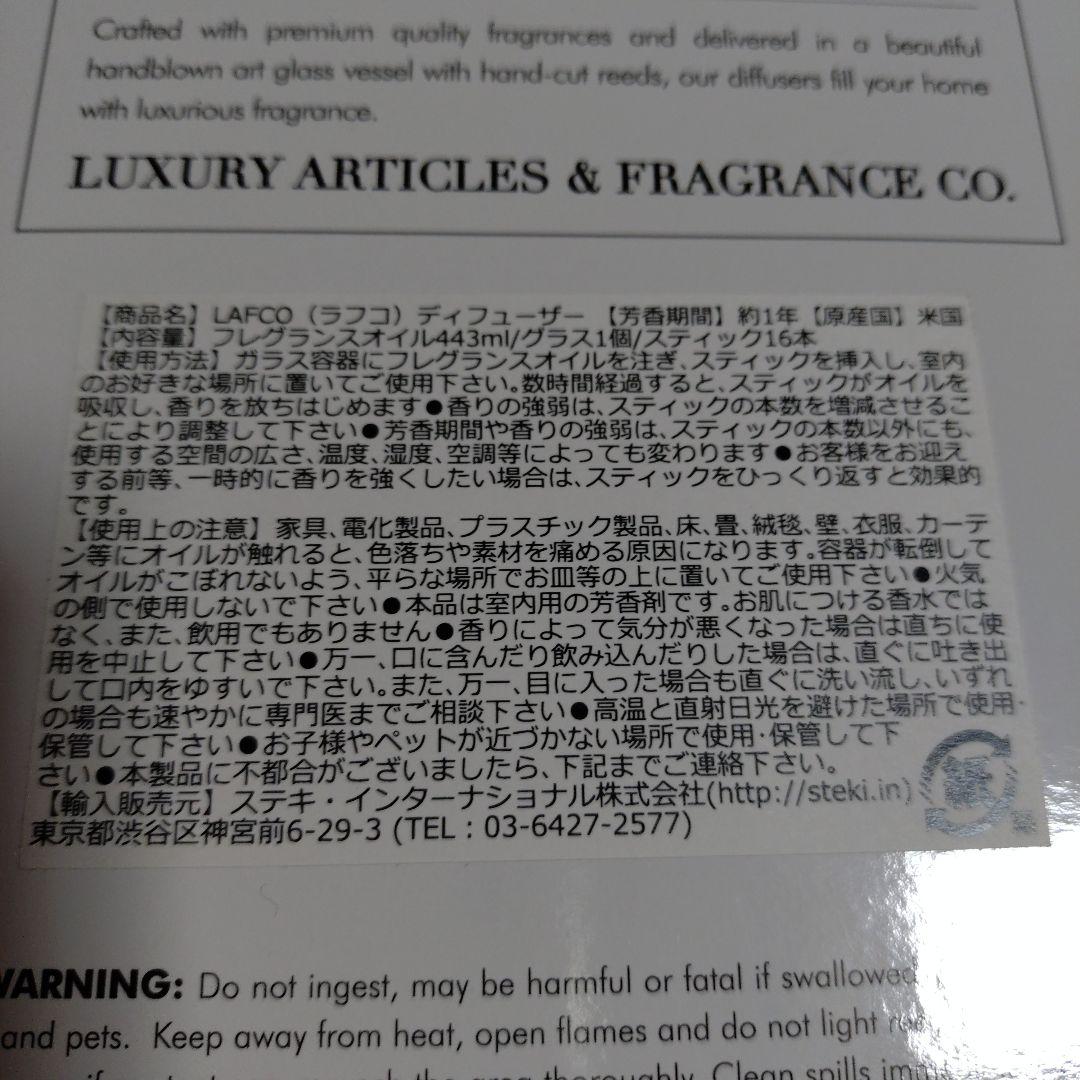 Crafted with premium quality fragrances and delivered in a beautiful
handblown art glass vessel with hand-cut reeds, our diffusers fill your home
with luxurious fragrance.
LUXURY ARTICLES & FRAGRANCE CO.
【商品名】LAFCO（ラフコ）ディフューザー 【芳香期間】約1年【原産国】米国
【内容量】フレグランスオイル443ml/グラス1個/スティック16本
【使用方法】ガラス容器にフレグランスオイルを注ぎ、スティックを挿入し、室内
のお好きな場所に置いてご使用下さい。数時間経過すると、スティックがオイルを
吸収し、香りを放ちはじめます●香りの強弱は、スティックの本数を増減させるこ
とにより調整して下さい●芳香期間や香りの強弱は、スティックの本数以外にも、
使用する空間の広さ、温度、湿度、空調等によっても変わります●お客様をお迎え
する前等、一時的に香りを強くしたい場合は、スティックをひっくり返すと効果的
です。
【使用上の注意】家具、電化製品、プラスチック製品、床、畳、絨毯、壁、衣服、カーテ
ン等にオイルが触れると、色落ちや素材を痛める原因になります。容器が転倒して
オイルがこぼれないよう、平らな場所でお皿等の上に置いてご使用下さい●火気
の側で使用しないで下さい●本品は室内用の芳香剤です。お肌につける香水では
なく、また、飲用でもありません●香りによって気分が悪くなった場合は直ちに使
用を中止して下さい●万一、口に含んだり飲み込んだりした場合は、直ぐに吐き出
して口内をゆすいで下さい。また、万一、目に入った場合も直ぐに洗い流し、いずれ
の場合も速やかに専門医までご相談下さい●高温と直射日光を避けた場所で使用・
保管して下さい●お子様やペットが近づかない場所で使用・保管して下
さい●本製品に不都合がございましたら、下記までご連絡下さい。
【輸入販売元】ステキ・インターナショナル株式会社(http://steki.in)
東京都渋谷区神宮前6-29-3 (TEL：03-6427-2577)
紙
WARNING: Do not ingest, may be harmful or fatal if swallowed
and pets. Keep away from heat, open flames and do not light
the area thoroughly. Clean spills